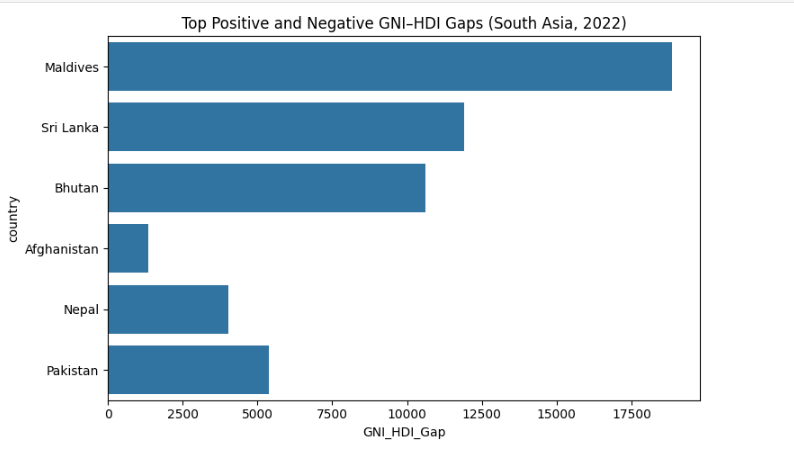 Top Positive and Negative GNI–HDI Gaps (South Asia, 2022)
Maldives
Sri Lanka
Bhutan
Afghanistan
Nepal
Pakistan
country
0 2500 5000 7500 10000 12500 15000 17500
GNI_HDI_Gap